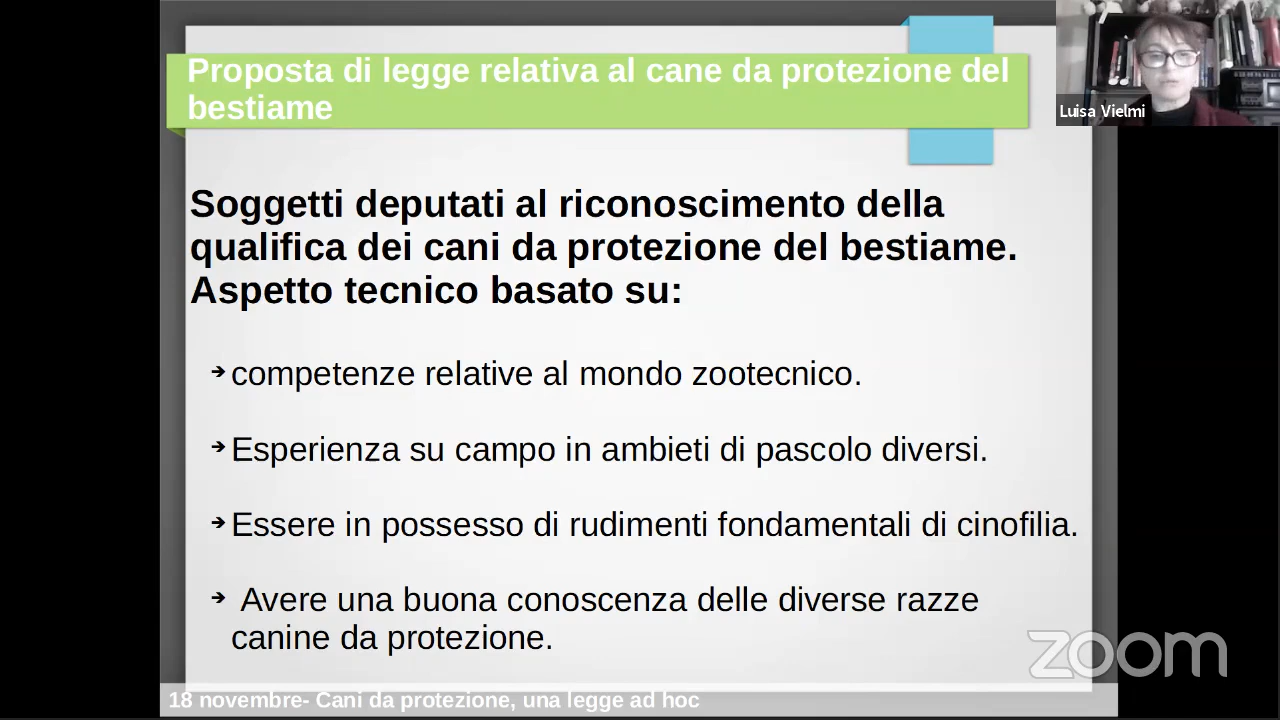 Proposta di legge relativa al cane da protezione del
bestiame
Luisa Vielmi
Soggetti deputati al riconoscimento della
qualifica dei cani da protezione del bestiame.
Aspetto tecnico basato su:
➔ competenze relative al mondo zootecnico.
➔ Esperienza su campo in ambieti di pascolo diversi.
➔ Essere in possesso di rudimenti fondamentali di cinofilia.
➔ Avere una buona conoscenza delle diverse razze
canine da protezione.
zoom
18 novembre- Cani da protezione, una legge ad hoc